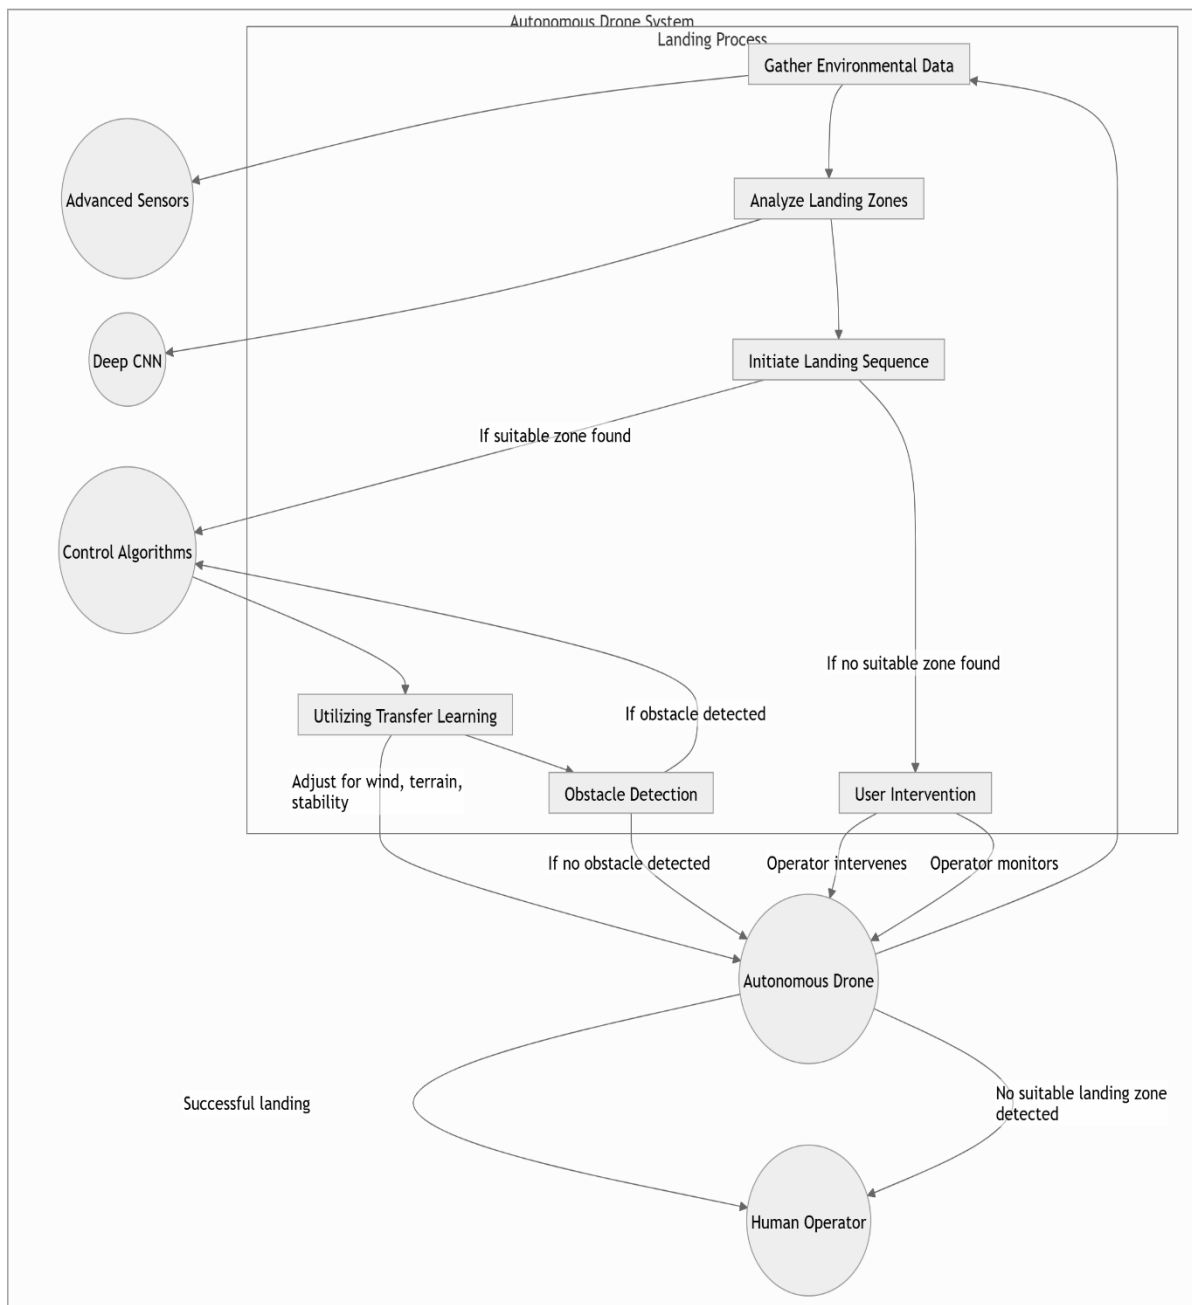 Autonomous Drone System
Landing Process
Gather Environmental Data
Advanced Sensors
Analyze Landing Zones
Deep CNN
Initiate Landing Sequence
If suitable zone found
Control Algorithms
If no suitable zone found
Utilizing Transfer Learning
If obstacle detected
Adjust for wind, terrain,
stability
Obstacle Detection
User Intervention
If no obstacle detected
Operator intervenes
Operator monitors
Autonomous Drone
Successful landing
No suitable landing zone
detected
Human Operator